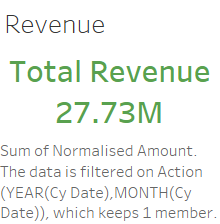 Revenue
Total Revenue
27.73M
Sum of Normalised Amount.
The data is filtered on Action
(YEAR(Cy Date),MONTH(Cy
Date)), which keeps 1 member.